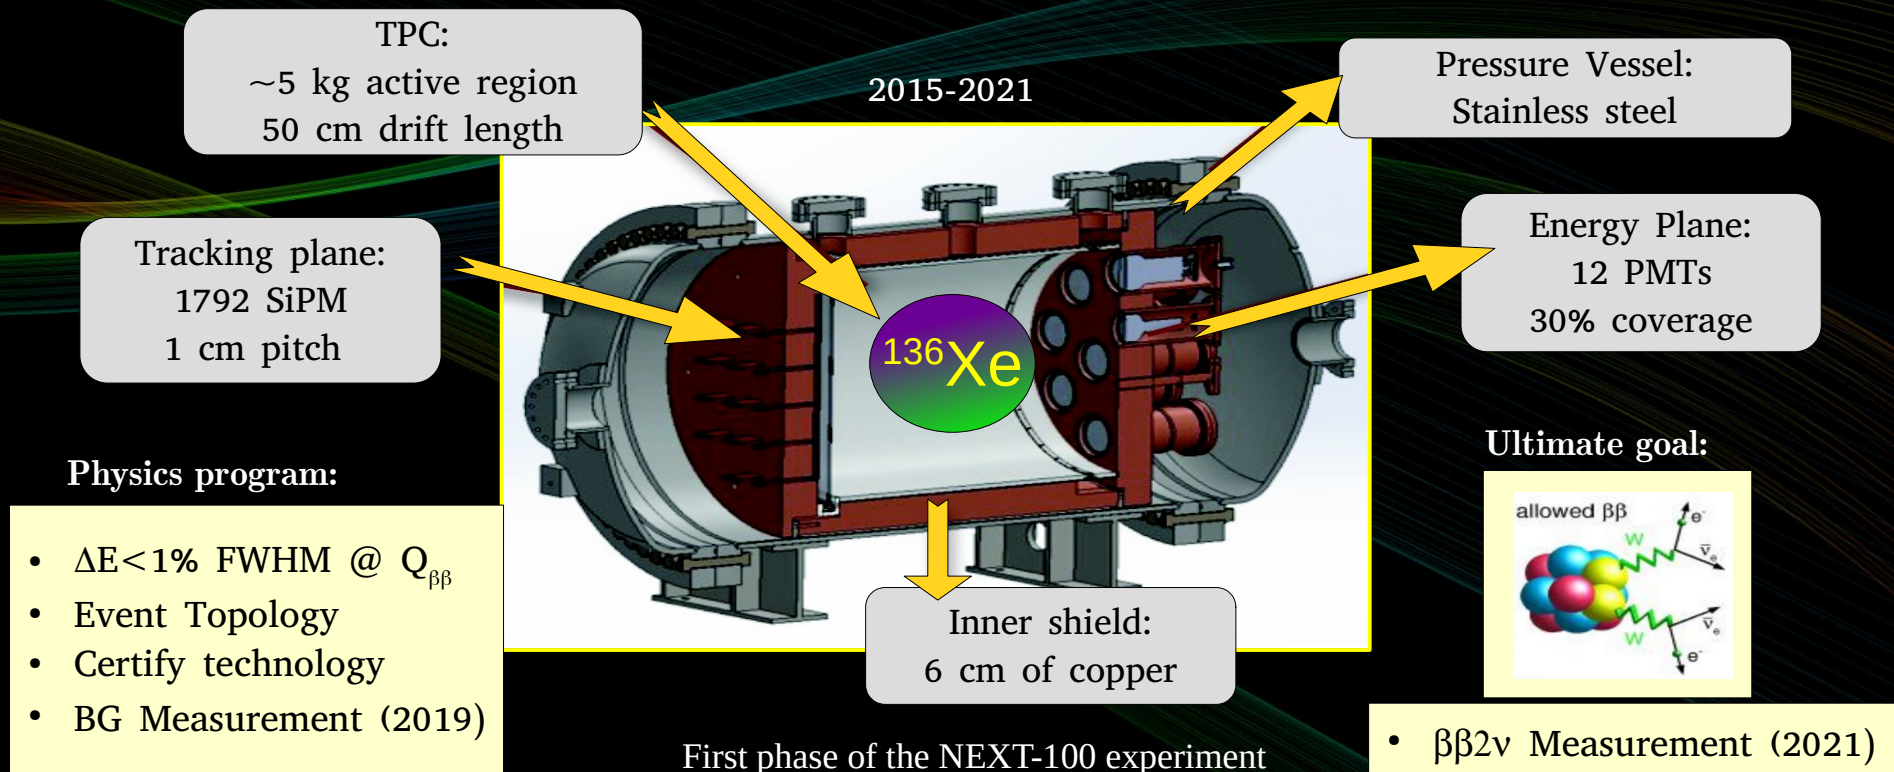 TPC:
~5 kg active region
50 cm drift length
2015-2021
Pressure Vessel:
Stainless steel
Tracking plane:
1792 SiPM
1 cm pitch
Energy Plane:
12 PMTs
30% coverage
¹³⁶Xe
Physics program:
• ΔE<1% FWHM @ Qββ
• Event Topology
• Certify technology
• BG Measurement (2019)
Inner shield:
6 cm of copper
First phase of the NEXT-100 experiment
Ultimate goal:
allowed ββ
e⁻
W
ν̄e
ν̄e
W
e⁻
• ββ2ν Measurement (2021)